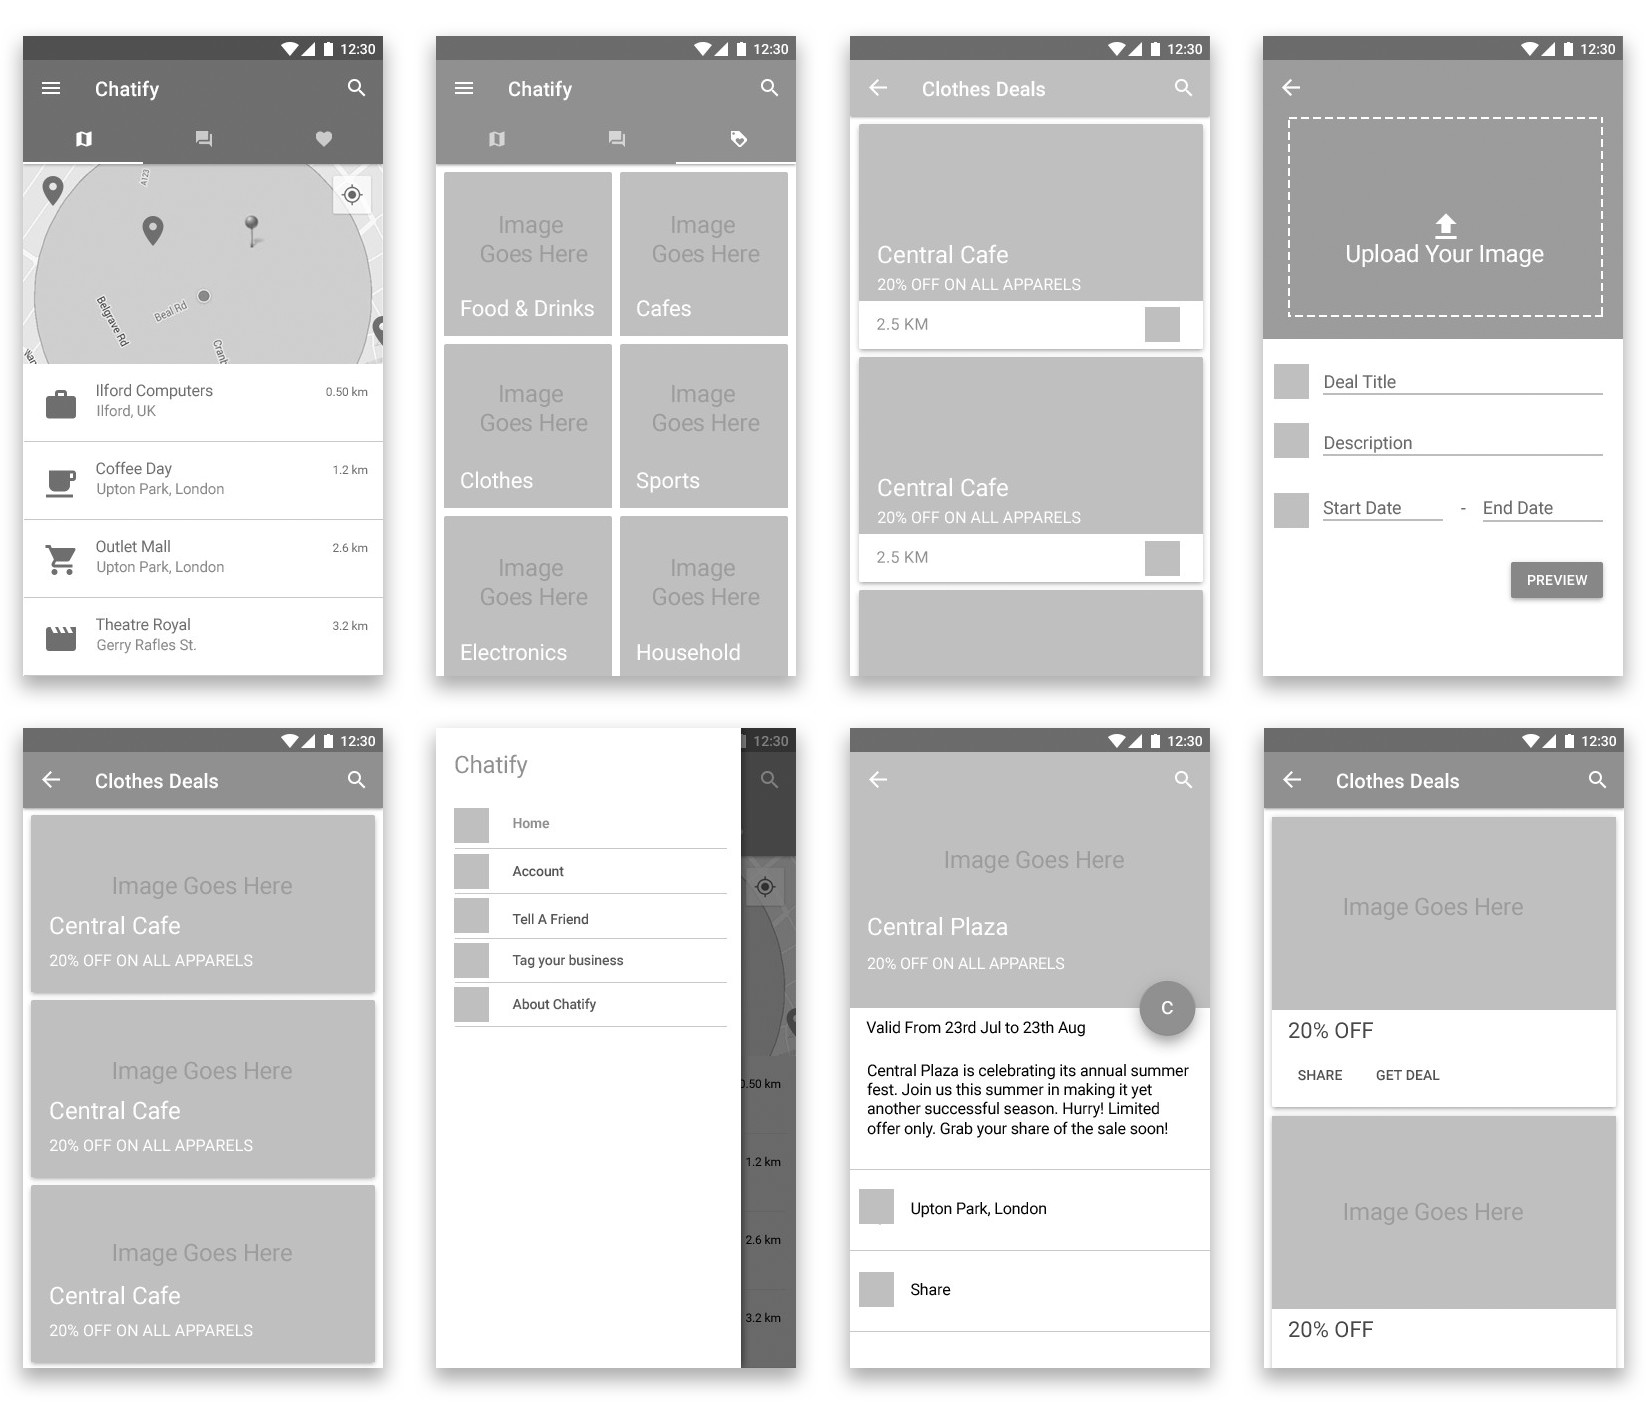 12:30
Chatify
A123
Belgrave Rd
Beal Rd
Ilford Computers
0.50 km
Ilford, UK
Coffee Day
1.2 km
Upton Park, London
Outlet Mall
2.6 km
Upton Park, London
Theatre Royal
3.2 km
Gerry Rafles St.
12:30
Chatify
Image
Goes Here
Food & Drinks
Image
Goes Here
Cafes
Image
Goes Here
Clothes
Image
Goes Here
Sports
Image
Goes Here
Electronics
Image
Goes Here
Household
12:30
Clothes Deals
Central Cafe
20% OFF ON ALL APPARELS
2.5 KM
Central Cafe
20% OFF ON ALL APPARELS
2.5 KM
12:30
Upload Your Image
Deal Title
Description
Start Date - End Date
PREVIEW
12:30
Clothes Deals
Image Goes Here
Central Cafe
20% OFF ON ALL APPARELS
Image Goes Here
Central Cafe
20% OFF ON ALL APPARELS
Image Goes Here
Central Cafe
20% OFF ON ALL APPARELS
12:30
Chatify
Home
Account
Tell A Friend
Tag your business
About Chatify
0.50 km
1.2 km
2.6 km
3.2 km
12:30
Image Goes Here
Central Plaza
20% OFF ON ALL APPARELS
C
Valid From 23rd Jul to 23th Aug
Central Plaza is celebrating its annual summer
fest. Join us this summer in making it yet
another successful season. Hurry! Limited
offer only. Grab your share of the sale soon!
Upton Park, London
Share
12:30
Clothes Deals
Image Goes Here
20% OFF
SHARE GET DEAL
Image Goes Here
20% OFF